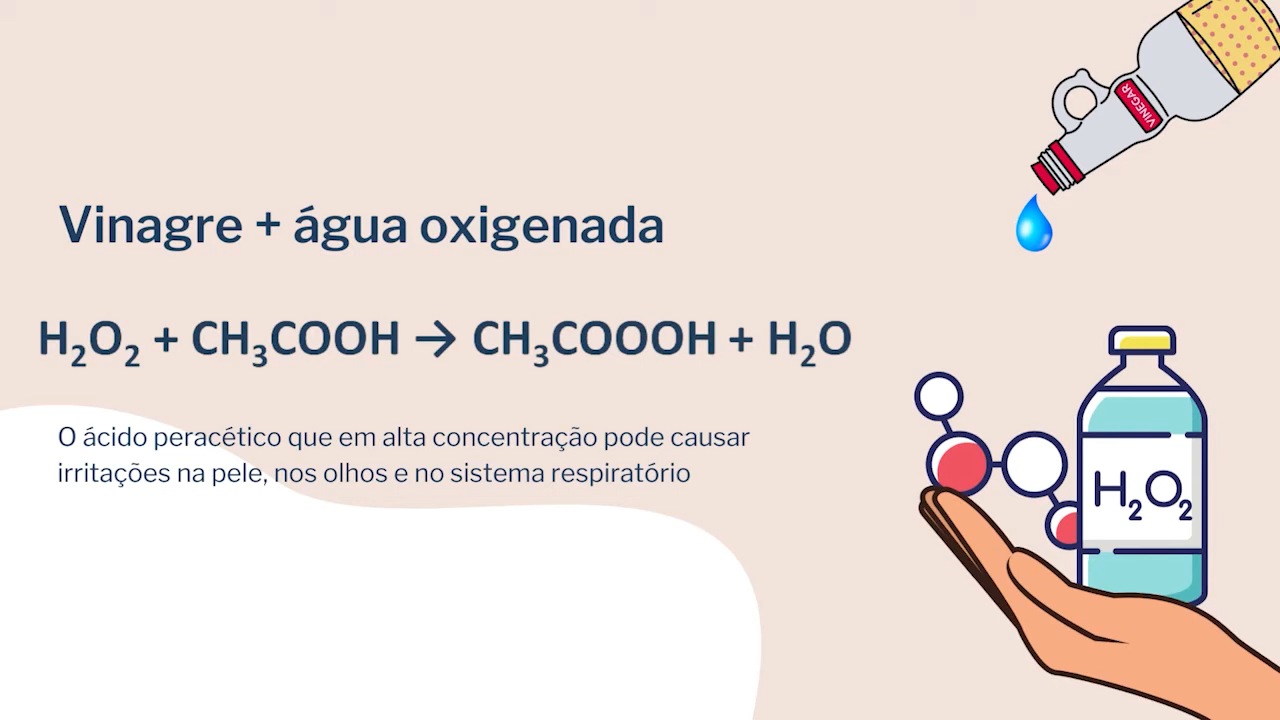 VINEGAR
Vinagre + água oxigenada
H₂O₂ + CH₃COOH → CH₃COOOH + H₂O
O ácido peracético que em alta concentração pode causar
irritações na pele, nos olhos e no sistema respiratório
H₂O₂